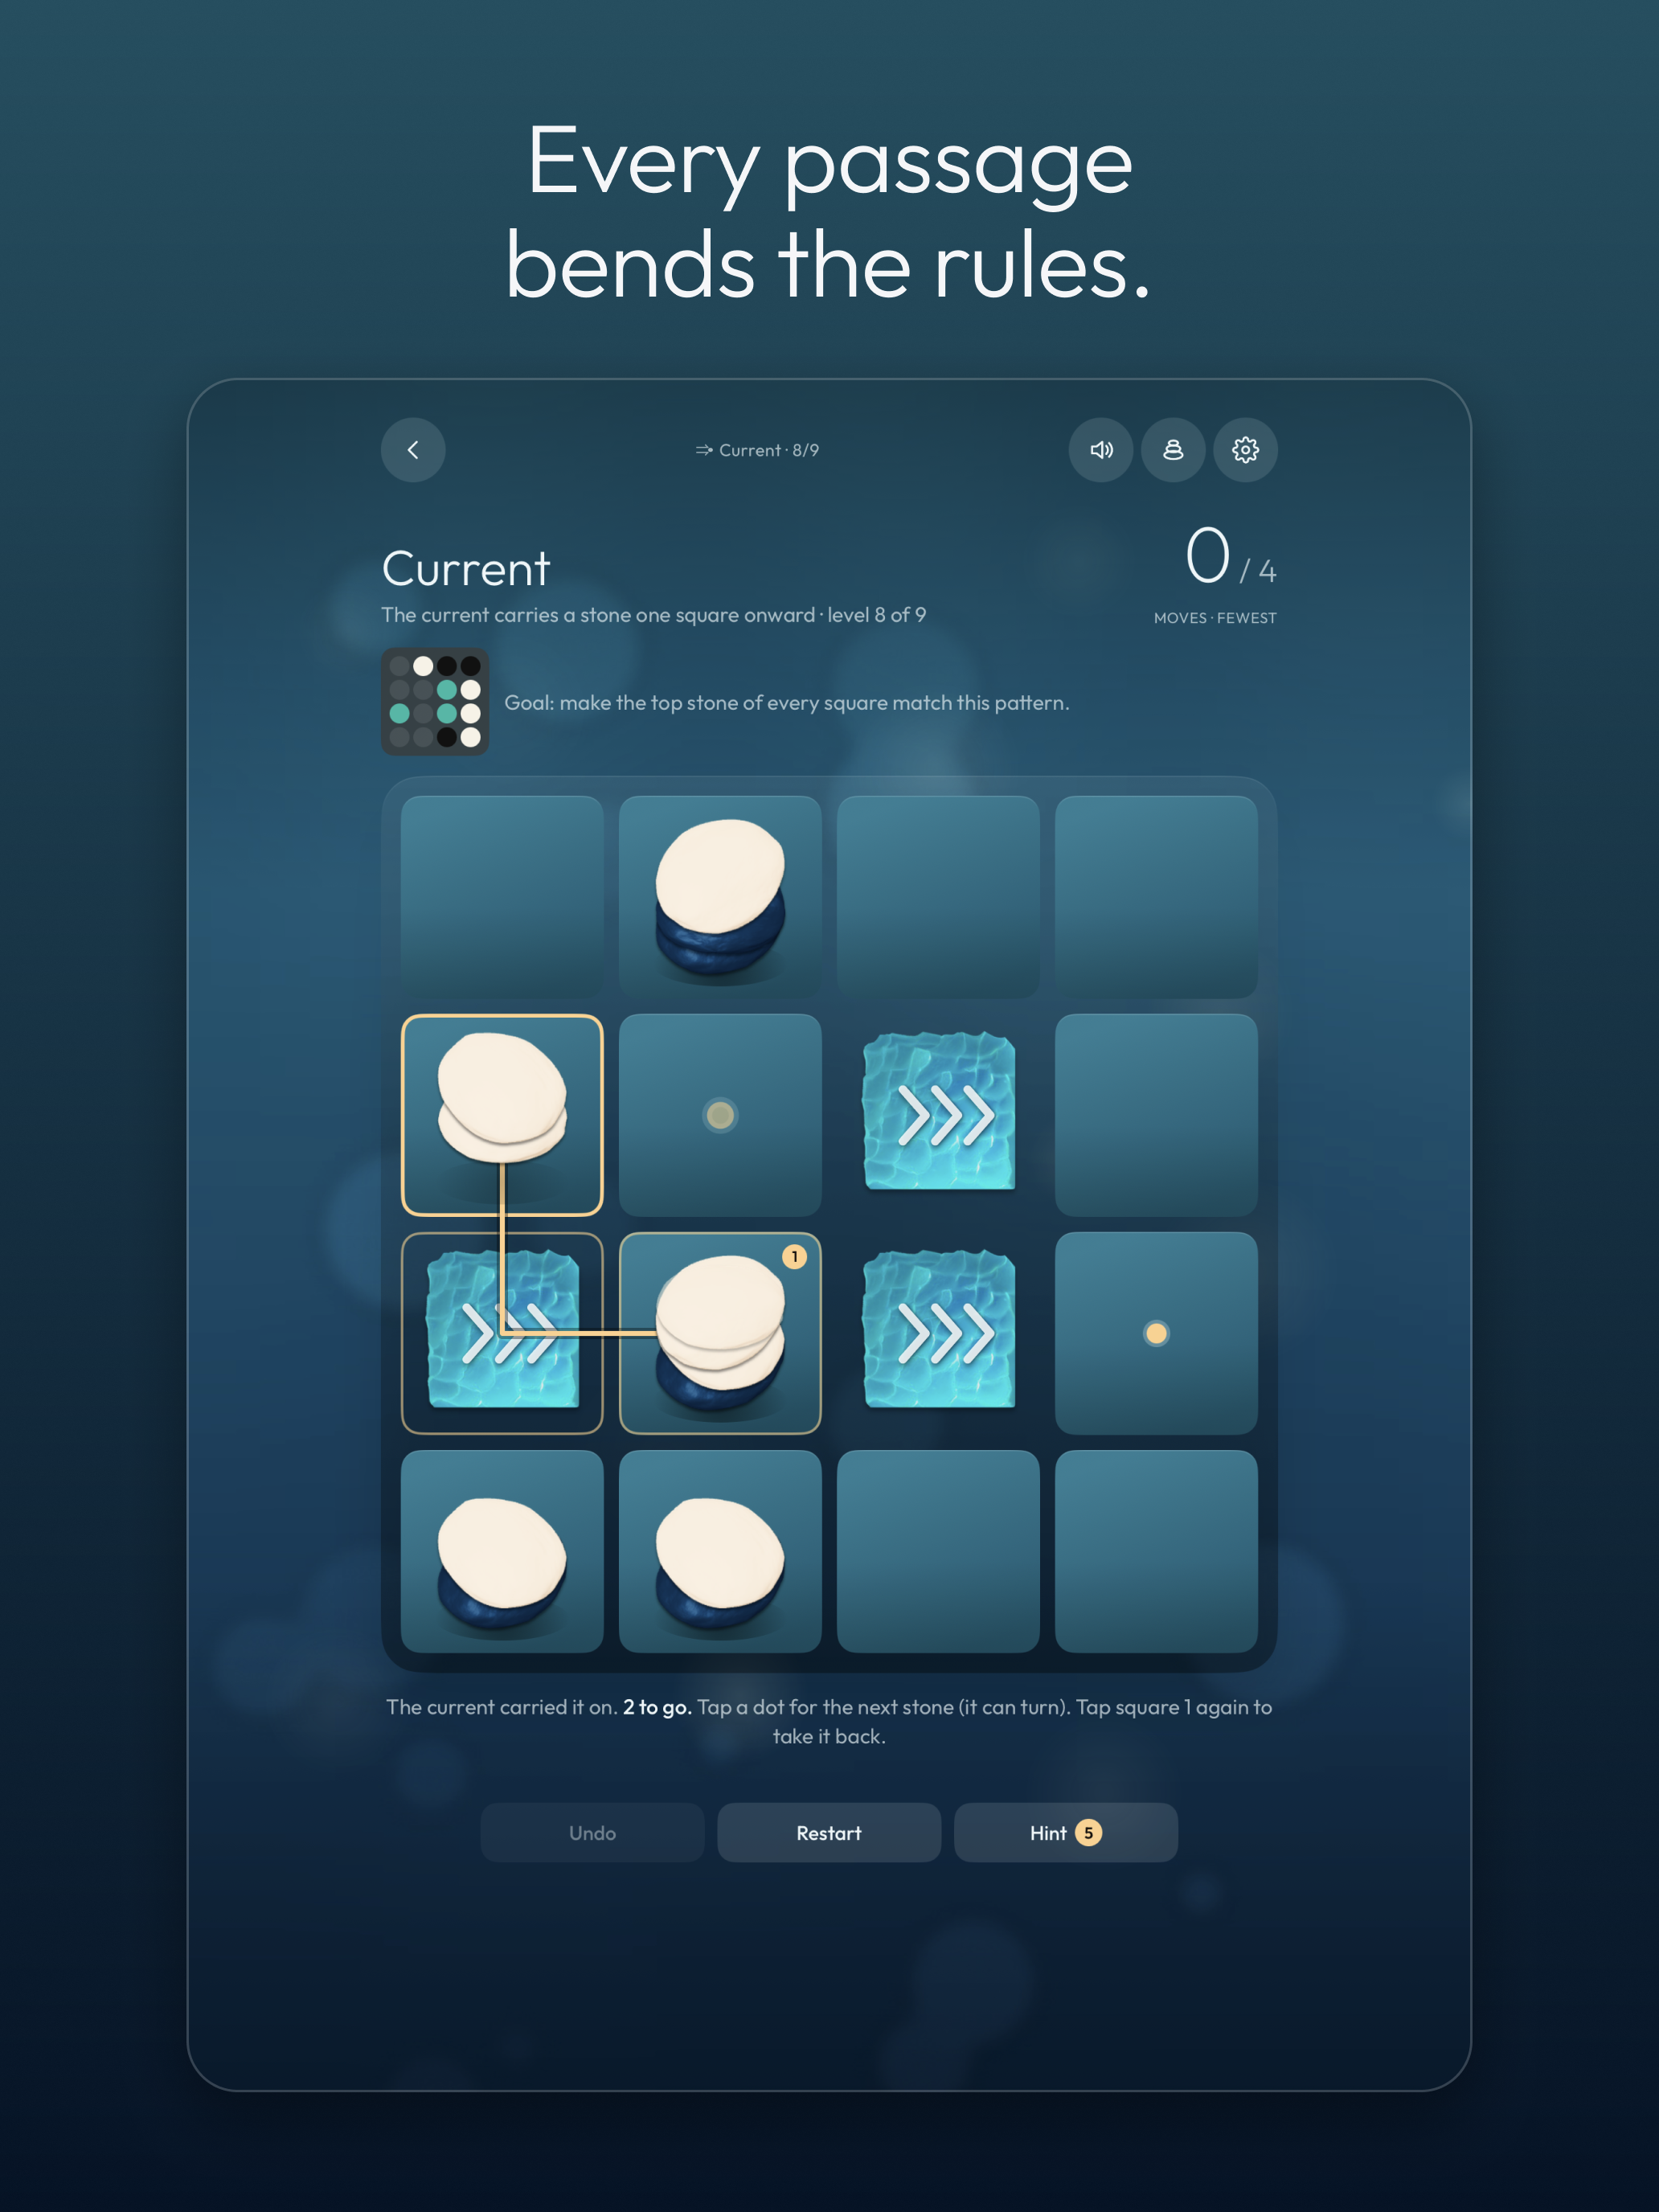 Every passage
bends the rules.
Current · 8/9
Current
0 / 4
The current carries a stone one square onward · level 8 of 9
MOVES · FEWEST
Goal: make the top stone of every square match this pattern.
1
The current carried it on. 2 to go. Tap a dot for the next stone (it can turn). Tap square 1 again to
take it back.
Undo
Restart
Hint 5